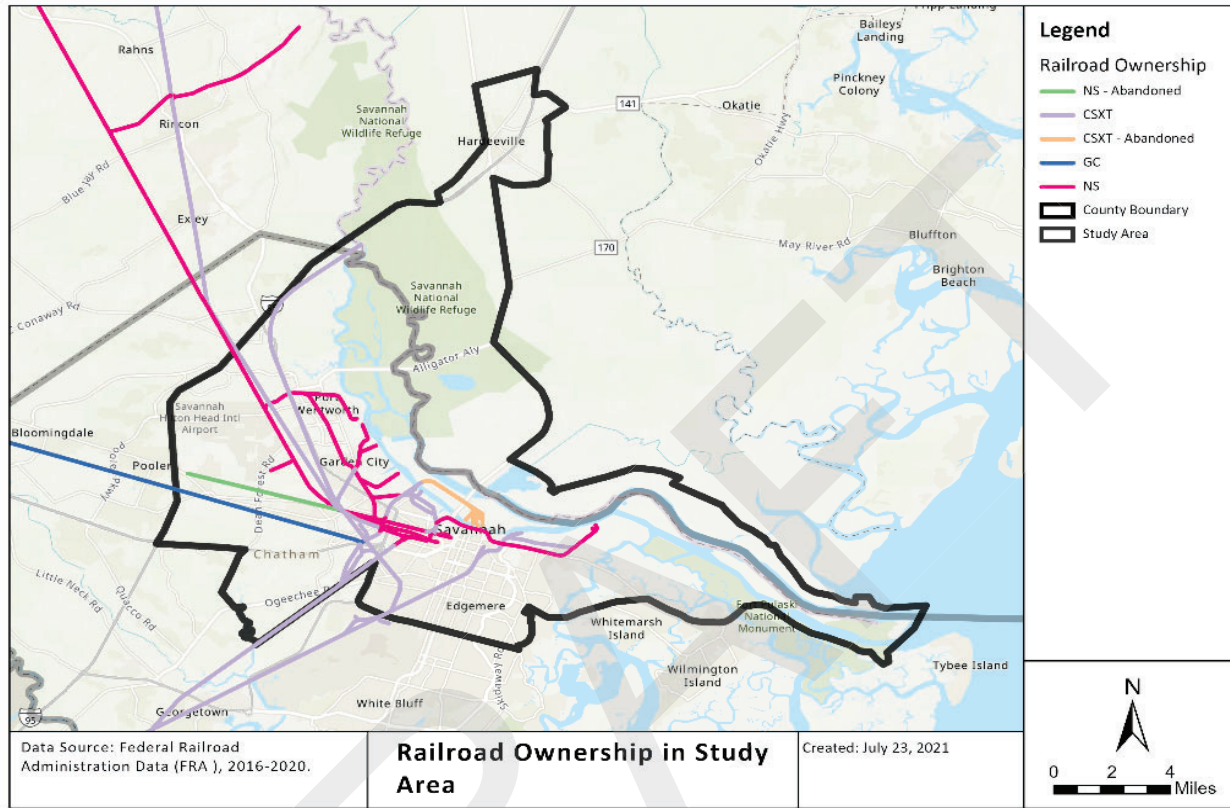 Rahns
Rincon
Blue Jay Rd
Exley
Conaway Rd
Savannah
National
Wildlife Refuge
Hardeeville
141
Okatie
Okatie Hwy
Baileys
Landing
Pinckney
Colony
170
May River Rd
Bluffton
Brighton
Beach
Savannah
National
Wildlife Refuge
Alligator Aly
Port
Wentworth
Savannah
Hilton Head Intl
Airport
Bloomingdale
Pooler
Pooler Pkwy
Dean Forest Rd
Garden City
Savannah
Chatham
Little Neck Rd
Quacco Rd
Ogeechee Rd
Edgemere
Whitemarsh
Island
Fort Pulaski
National
Monument
Wilmington
Island
Tybee Island
Skidaway Rd
White Bluff
Georgetown
95
Legend
Railroad Ownership
NS - Abandoned
CSXT
CSXT - Abandoned
GC
NS
County Boundary
Study Area
N
0 2 4
Miles
Data Source: Federal Railroad
Administration Data (FRA ), 2016-2020.
Railroad Ownership in Study
Area
Created: July 23, 2021